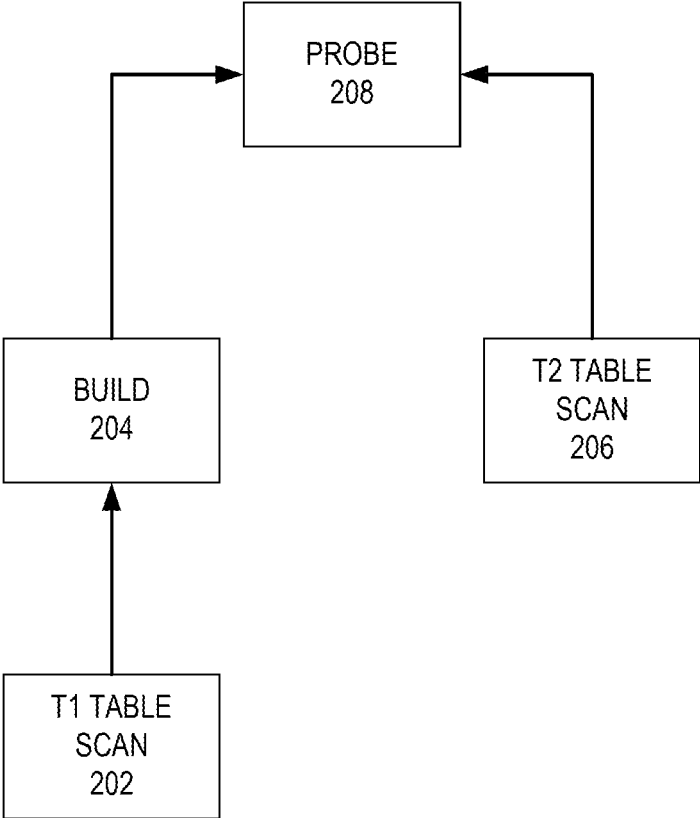 PROBE
208
BUILD
204
T2 TABLE
SCAN
206
T1 TABLE
SCAN
202